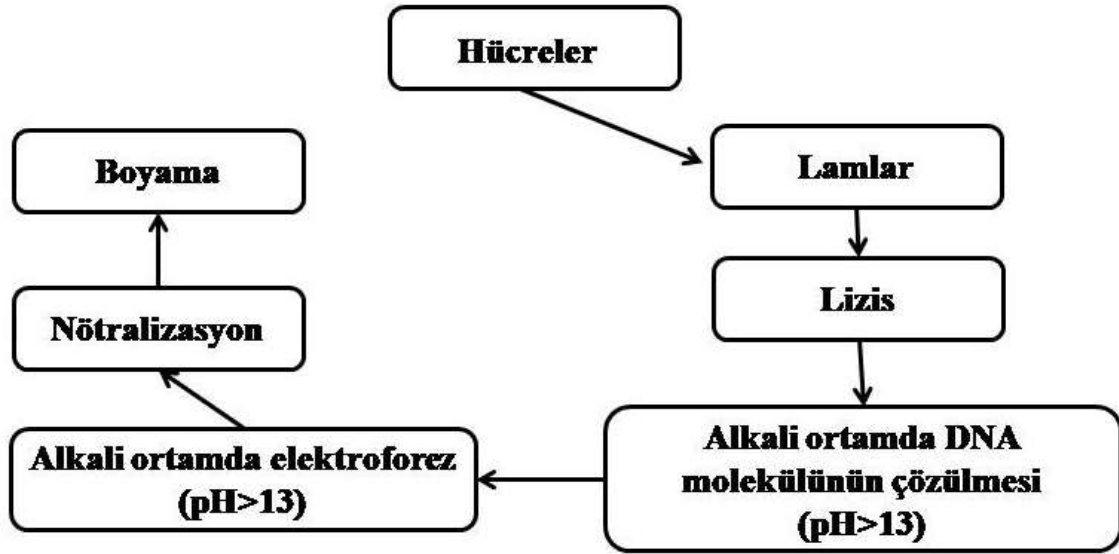 Hücreler
Lamlar
Lizis
Alkali ortamda DNA
molekülünün çözülmesi
(pH>13)
Alkali ortamda elektroforez
(pH>13)
Nötralizasyon
Boyama